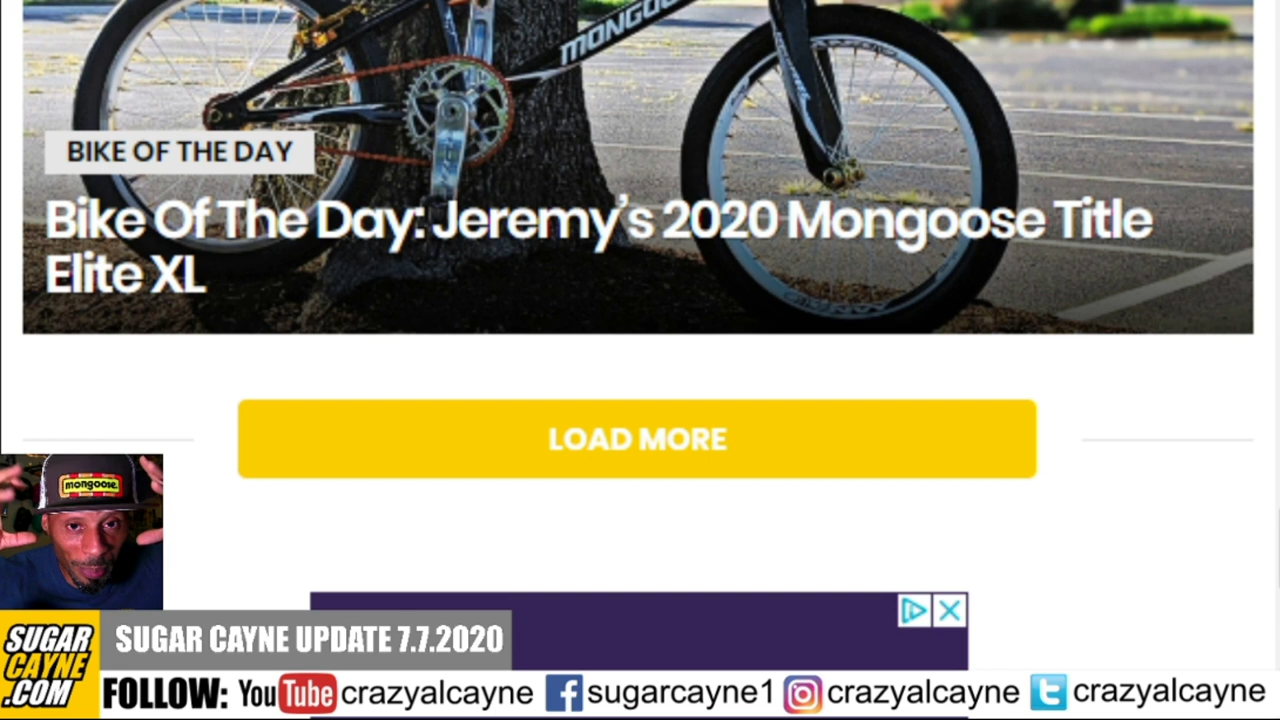 MONGOO
BIKE OF THE DAY
Bike Of The Day: Jeremy's 2020 Mongoose Title
Elite XL
LOAD MORE
mongoose.
SUGAR
CAYNE
.COM
SUGAR CAYNE UPDATE 7.7.2020
FOLLOW: YouTube crazyalcayne f sugarcayne1 crazyalcayne crazyalcayne